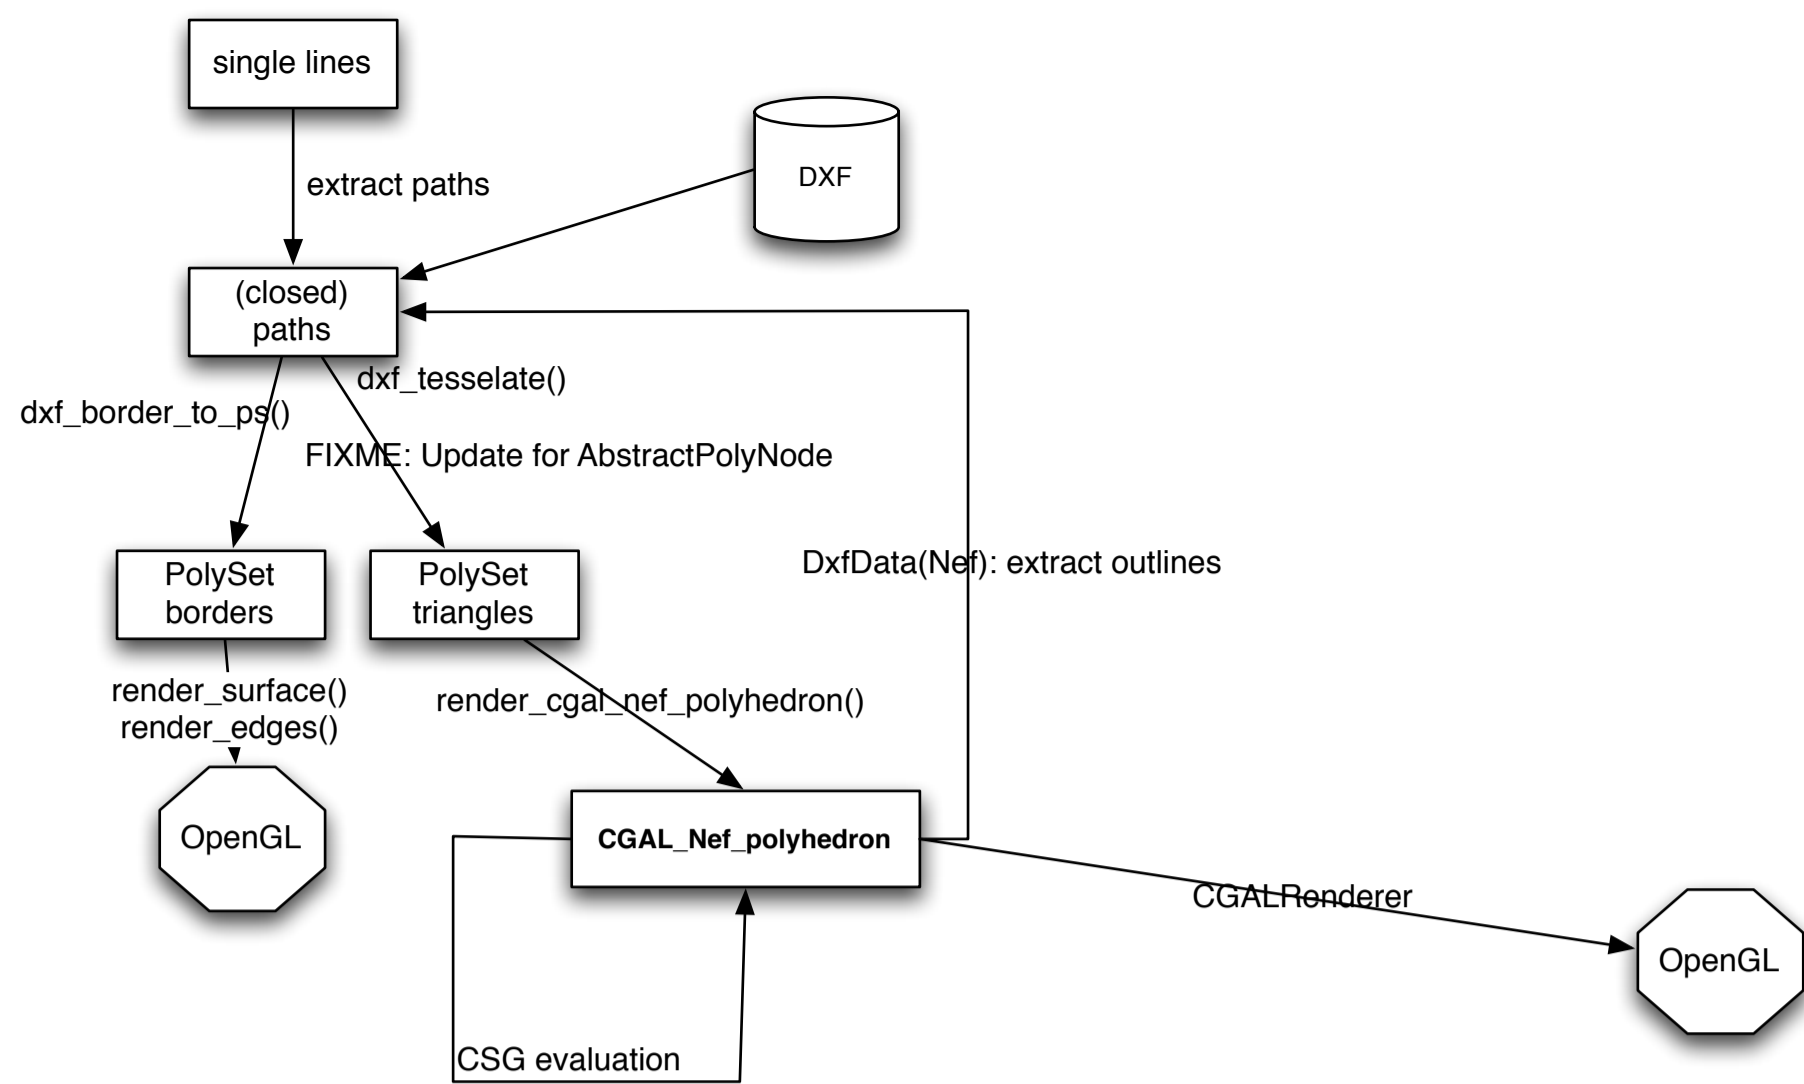 single lines
extract paths
DXF
(closed)
paths
dxf_tesselate()
dxf_border_to_ps()
FIXME: Update for AbstractPolyNode
DxfData(Nef): extract outlines
PolySet
borders
PolySet
triangles
render_surface()
render_edges()
render_cgal_nef_polyhedron()
OpenGL
CGAL_Nef_polyhedron
CGALRenderer
OpenGL
CSG evaluation